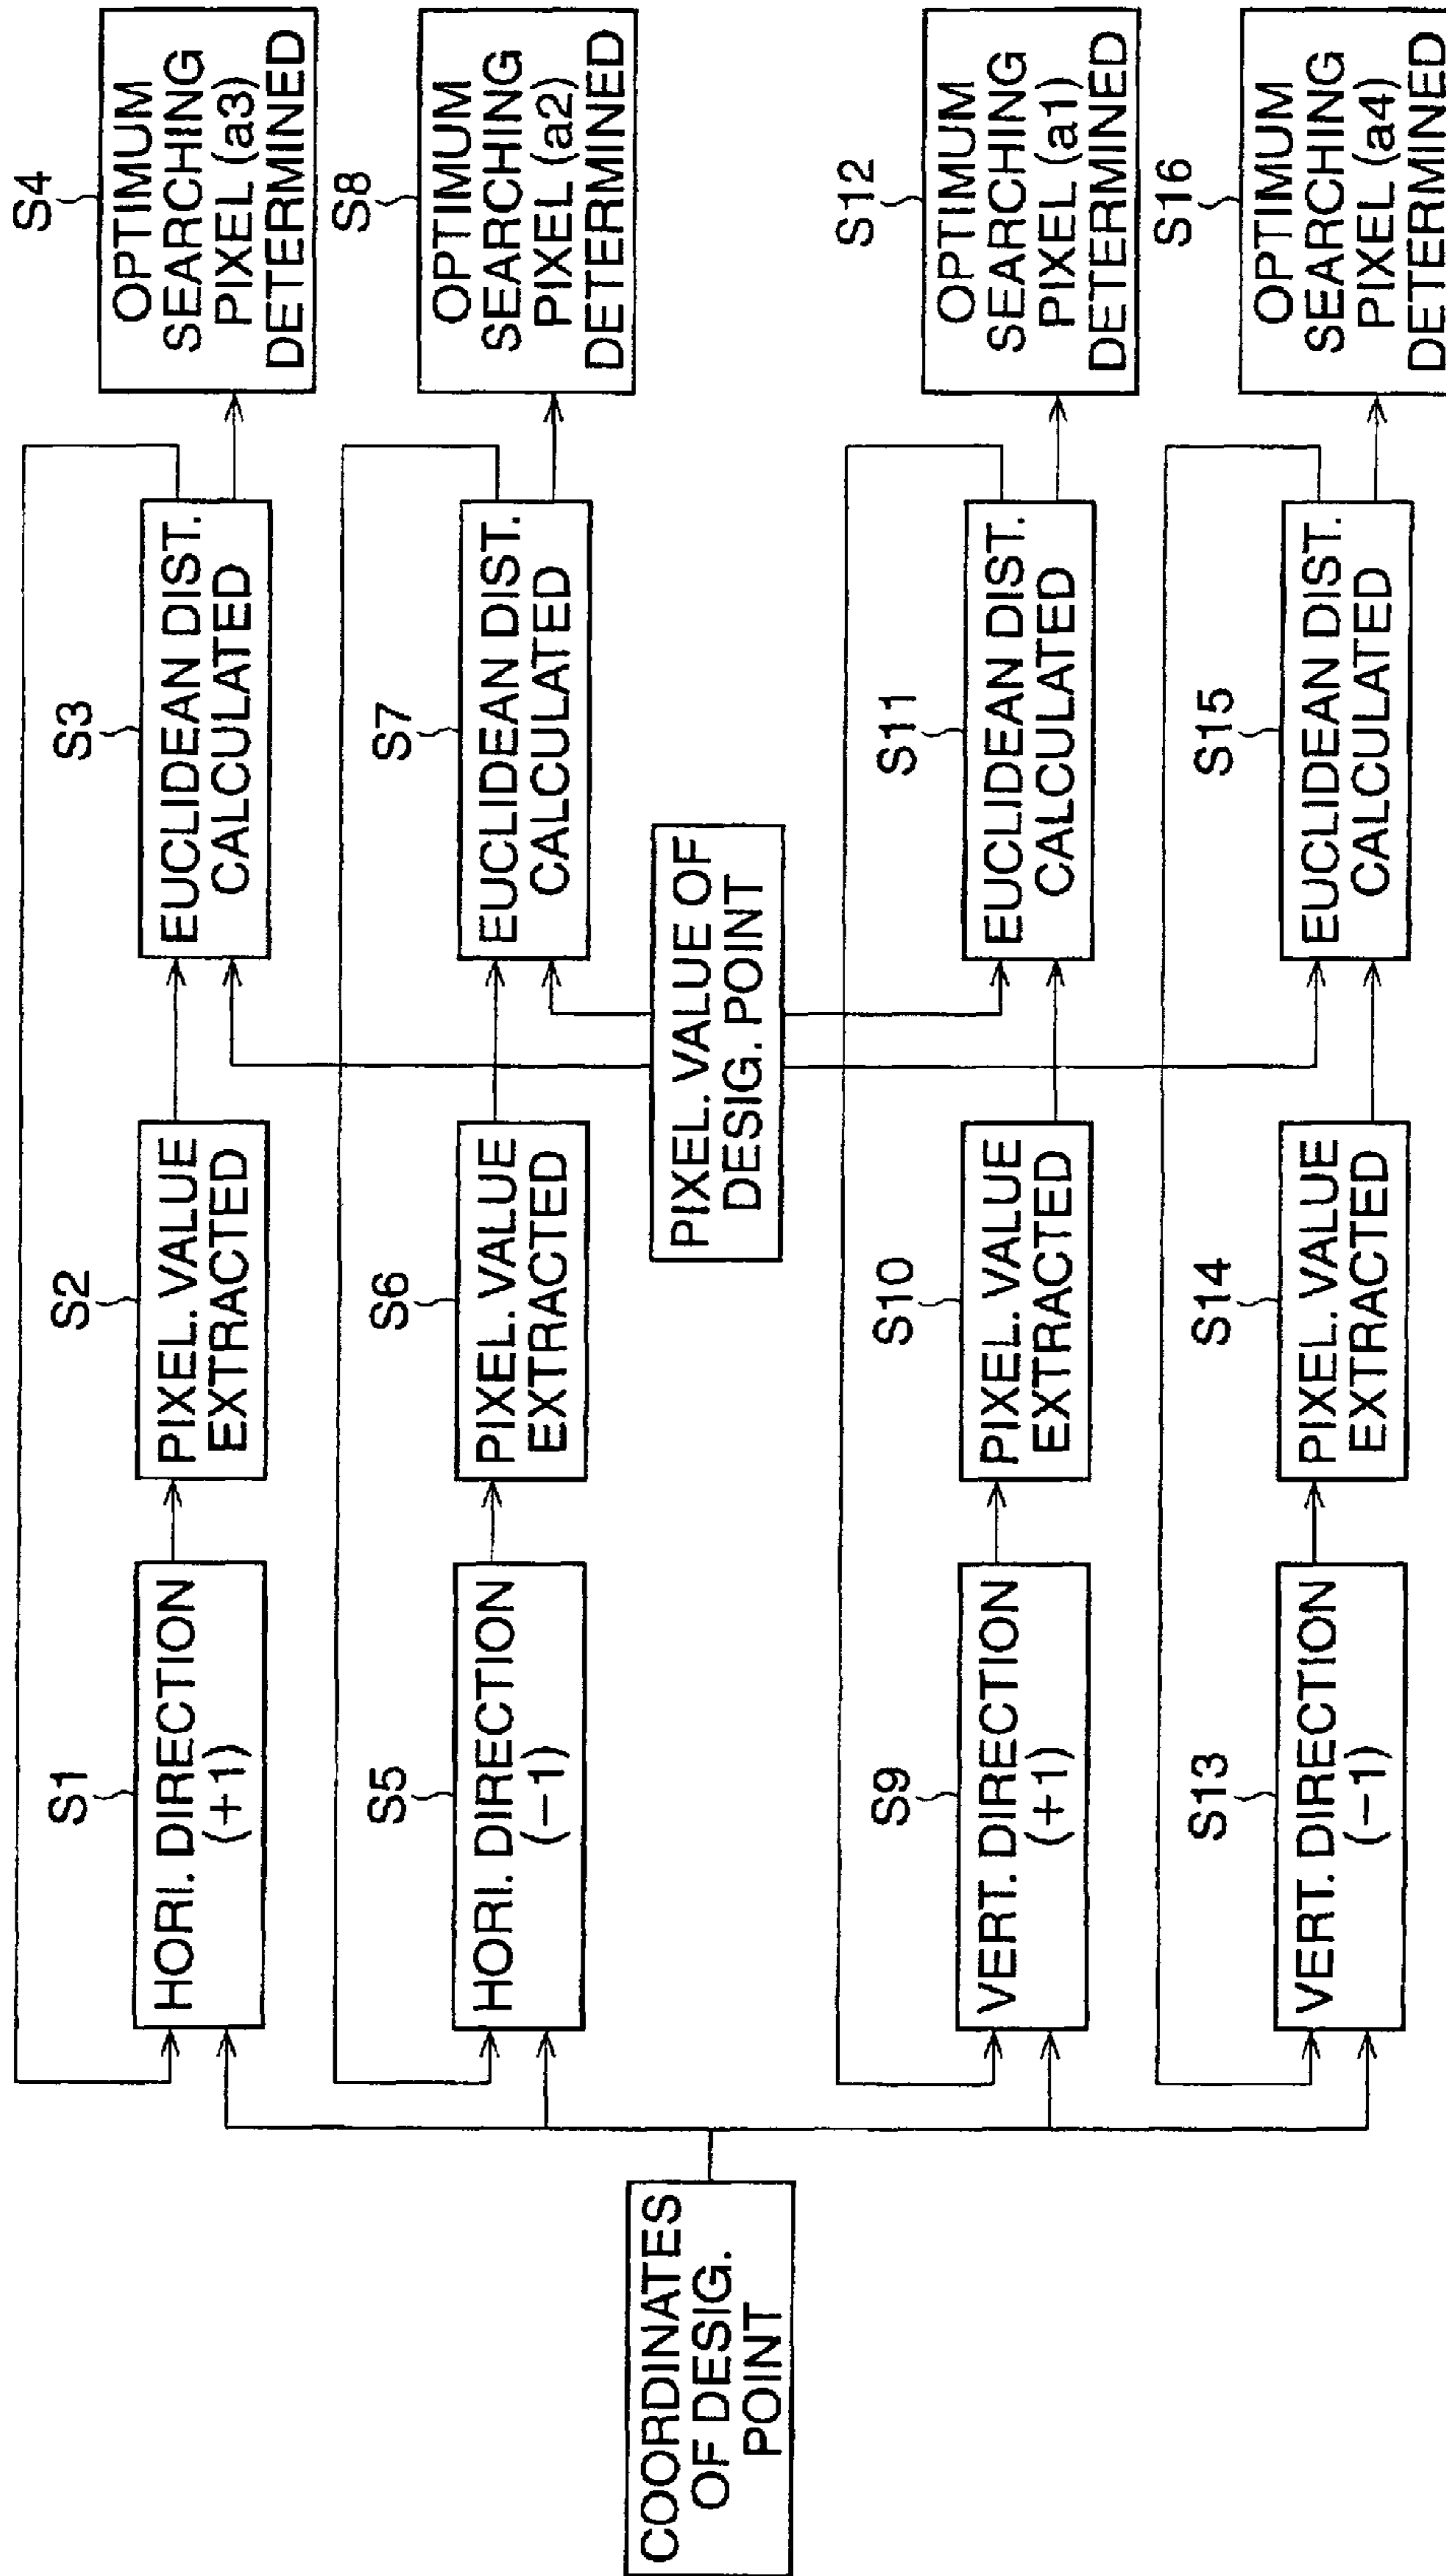 COORDINATES
OF DESIG.
POINT
S1
HORI. DIRECTION
(+1)
S2
PIXEL. VALUE
EXTRACTED
S3
EUCLIDEAN DIST.
CALCULATED
S4
OPTIMUM
SEARCHING
PIXEL (a3)
DETERMINED
S5
HORI. DIRECTION
(−1)
S6
PIXEL. VALUE
EXTRACTED
S7
EUCLIDEAN DIST.
CALCULATED
S8
OPTIMUM
SEARCHING
PIXEL (a2)
DETERMINED
PIXEL. VALUE OF
DESIG. POINT
S9
VERT. DIRECTION
(+1)
S10
PIXEL. VALUE
EXTRACTED
S11
EUCLIDEAN DIST.
CALCULATED
S12
OPTIMUM
SEARCHING
PIXEL (a1)
DETERMINED
S13
VERT. DIRECTION
(−1)
S14
PIXEL. VALUE
EXTRACTED
S15
EUCLIDEAN DIST.
CALCULATED
S16
OPTIMUM
SEARCHING
PIXEL (a4)
DETERMINED